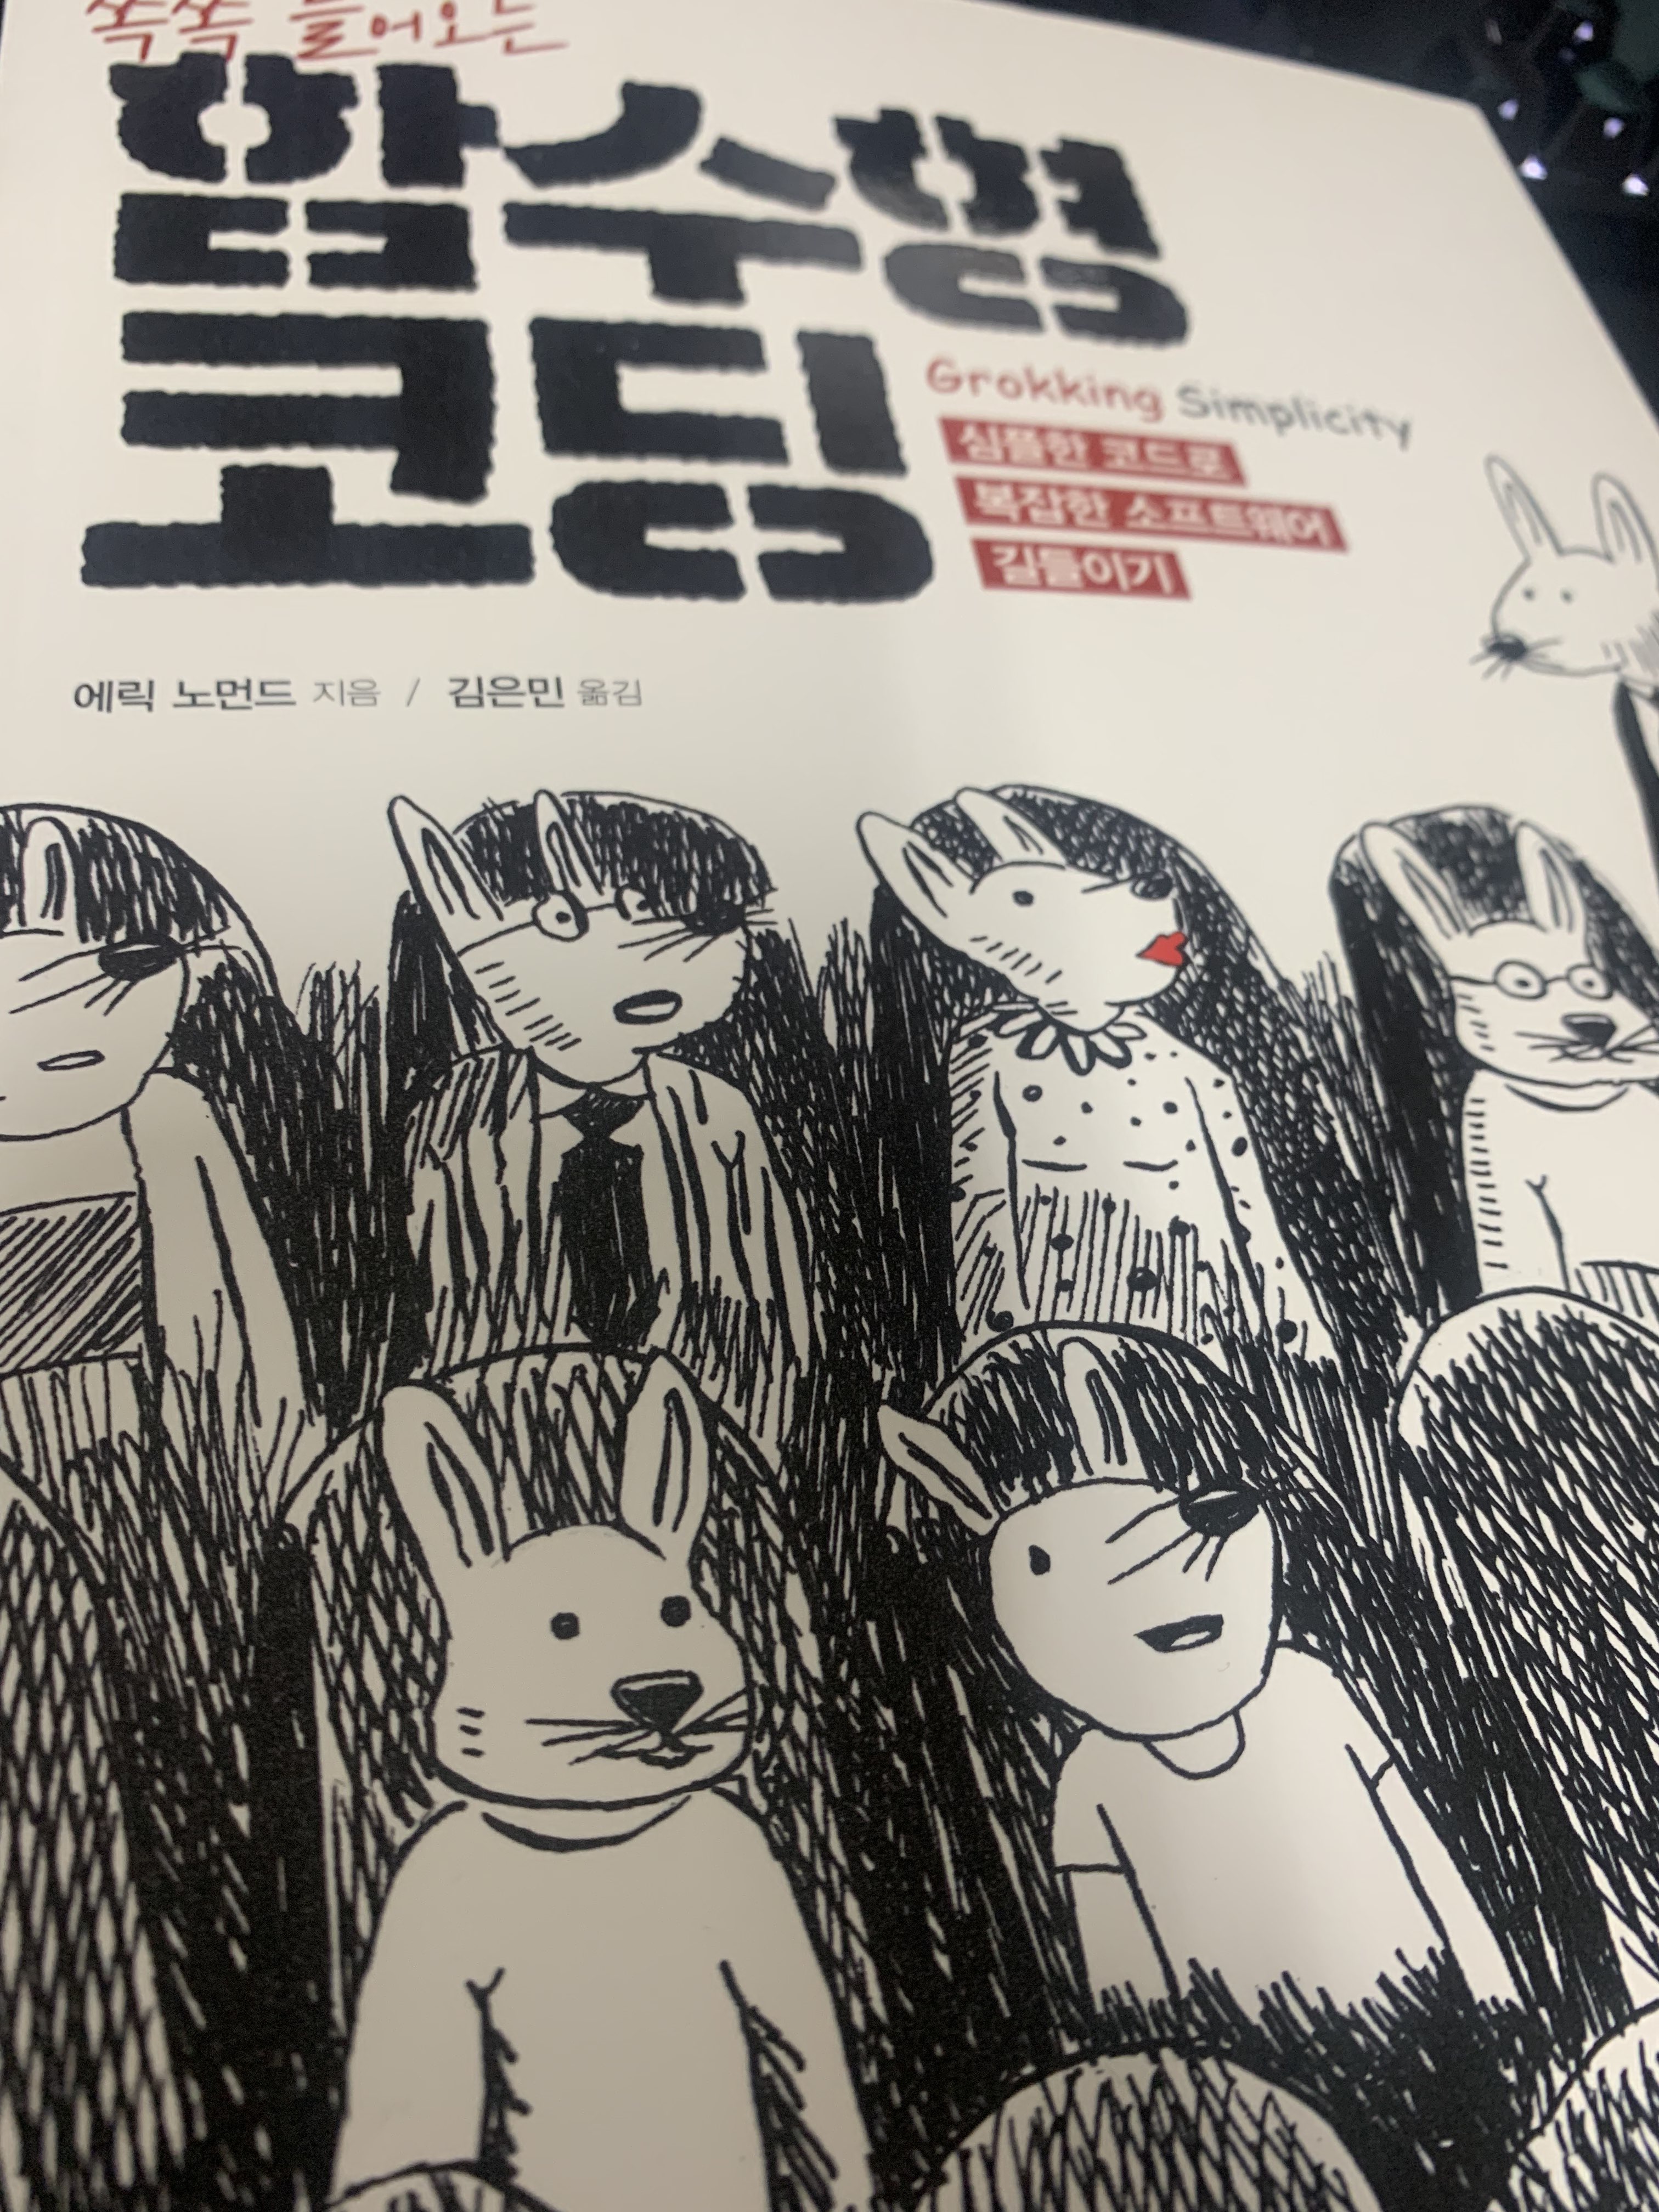 쏙쏙 들어오는
함수형
코딩
Grokking Simplicity
심플한 코드로
복잡한 소프트웨어
길들이기
에릭 노먼드 지음 / 김은민 옮김